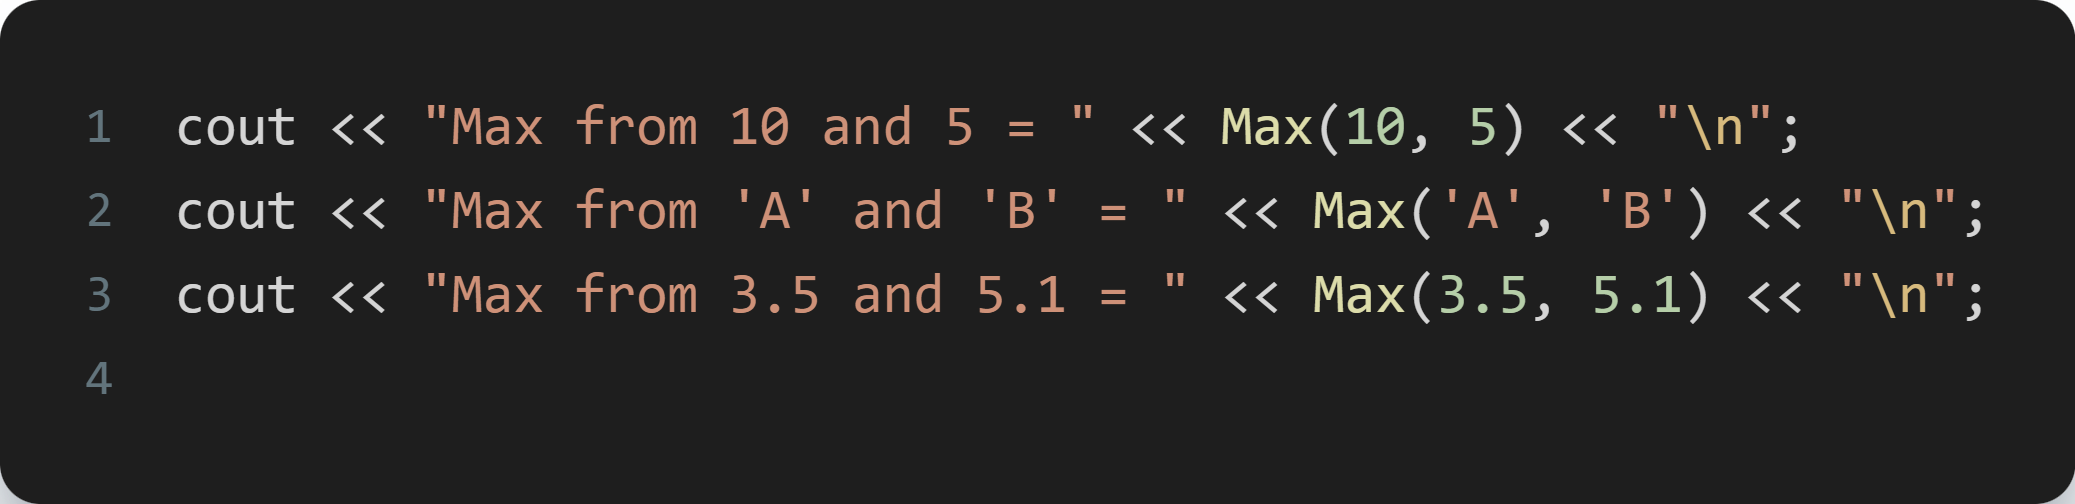 1 cout << "Max from 10 and 5 = " << Max(10, 5) << "\n";
2 cout << "Max from 'A' and 'B' = " << Max('A', 'B') << "\n";
3 cout << "Max from 3.5 and 5.1 = " << Max(3.5, 5.1) << "\n";
4